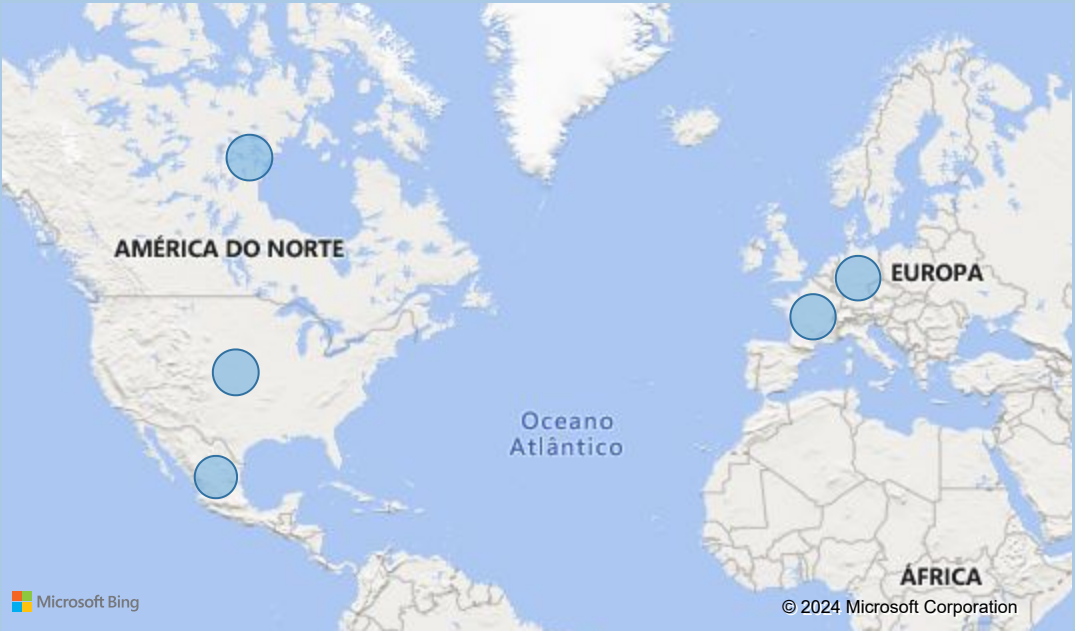 AMÉRICA DO NORTE
EUROPA
Oceano
Atlântico
ÁFRICA
Microsoft Bing
© 2024 Microsoft Corporation